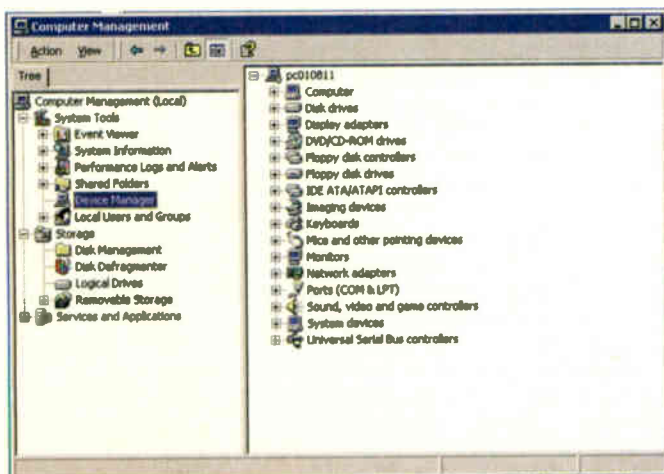 Computer Management
Action View
Tree
Computer Management (Local)
System Tools
Event Viewer
System Information
Performance Logs and Alerts
Shared Folders
Device Manager
Local Users and Groups
Storage
Disk Management
Disk Defragmenter
Logical Drives
Removable Storage
Services and Applications
pc010811
Computer
Disk drives
Display adapters
DVD/CD-ROM drives
Floppy disk controllers
Floppy disk drives
IDE ATA/ATAPI controllers
Imaging devices
Keyboards
Mice and other pointing devices
Monitors
Network adapters
Ports (COM & LPT)
Sound, video and game controllers
System devices
Universal Serial Bus controllers